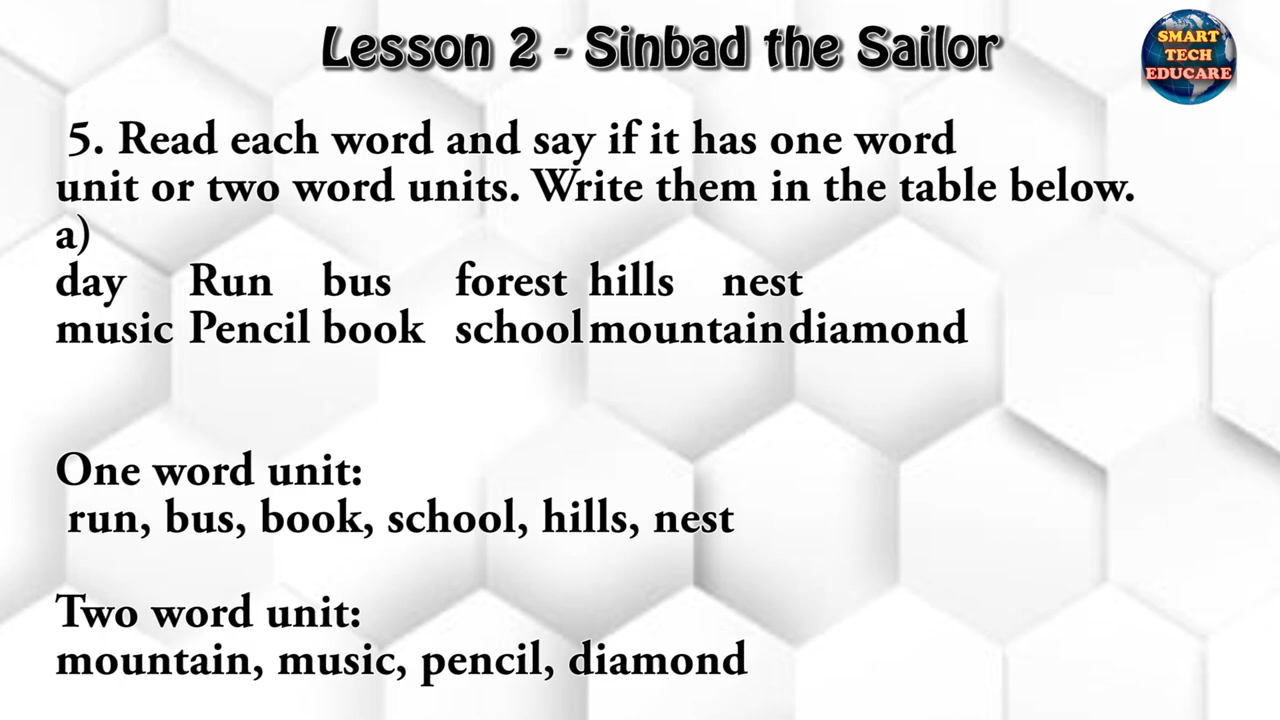 Lesson 2 - Sinbad the Sailor
SMART
TECH
EDUCARE
5. Read each word and say if it has one word
unit or two word units. Write them in the table below.
a)
day Run bus forest hills nest
music Pencil book school mountain diamond
One word unit:
run, bus, book, school, hills, nest
Two word unit:
mountain, music, pencil, diamond